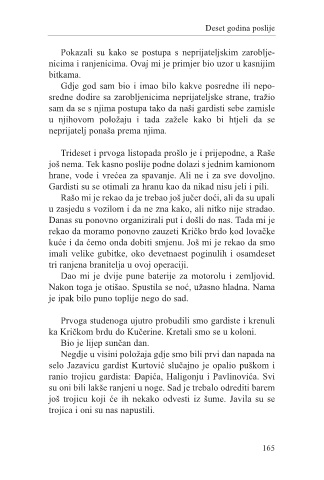 Deset godina poslije
Pokazali su kako se postupa s neprijateljskim zaroblje-
nicima i ranjenicima. Ovaj mi je primjer bio uzor u kasnijim
bitkama.
Gdje god sam bio i imao bilo kakve posredne ili nepo-
sredne dodire sa zarobljenicima neprijateljske strane, tražio
sam da se s njima postupa tako da naši gardisti sebe zamisle
u njihovom položaju i tada zažele kako bi htjeli da se
neprijatelj ponaša prema njima.
Trideset i prvoga listopada prošlo je i prijepodne, a Raše
još nema. Tek kasno poslije podne dolazi s jednim kamionom
hrane, vode i vreća za spavanje. Ali ne i za sve dovoljno.
Gardisti su se otimali za hranu kao da nikad nisu jeli i pili.
Rašo mi je rekao da je trebao još jučer doći, ali da su upali
u zasjedu s vozilom i da ne zna kako, ali nitko nije stradao.
Danas su ponovno organizirali put i došli do nas. Tada mi je
rekao da moramo ponovno zauzeti Kričko brdo kod lovačke
kuće i da ćemo onda dobiti smjenu. Još mi je rekao da smo
imali velike gubitke, oko devetnaest poginulih i osamdeset
tri ranjena branitelja u ovoj operaciji.
Dao mi je dvije pune baterije za motorolu i zemljovid.
Nakon toga je otišao. Spustila se noć, užasno hladna. Nama
je ipak bilo puno toplije nego do sad.
Prvoga studenoga ujutro probudili smo gardiste i krenuli
ka Kričkom brdu do Kučerine. Kretali smo se u koloni.
Bio je lijep sunčan dan.
Negdje u visini položaja gdje smo bili prvi dan napada na
selo Jazavicu gardist Kurtović slučajno je opalio puškom i
ranio trojicu gardista: Đapića, Haligonju i Pavlinovića. Svi
su oni bili lakše ranjeni u noge. Sad je trebalo odrediti barem
još trojicu koji će ih nekako odvesti iz šume. Javila su se
trojica i oni su nas napustili.
165